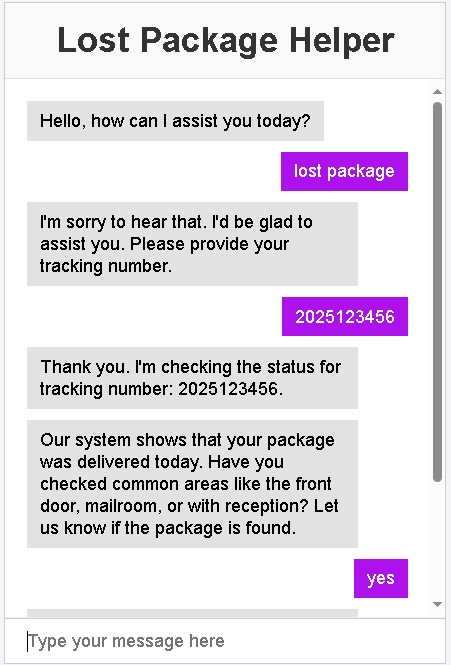 Lost Package Helper
Hello, how can I assist you today?
lost package
I'm sorry to hear that. I'd be glad to
assist you. Please provide your
tracking number.
2025123456
Thank you. I'm checking the status for
tracking number: 2025123456.
Our system shows that your package
was delivered today. Have you
checked common areas like the front
door, mailroom, or with reception? Let
us know if the package is found.
yes
Type your message here